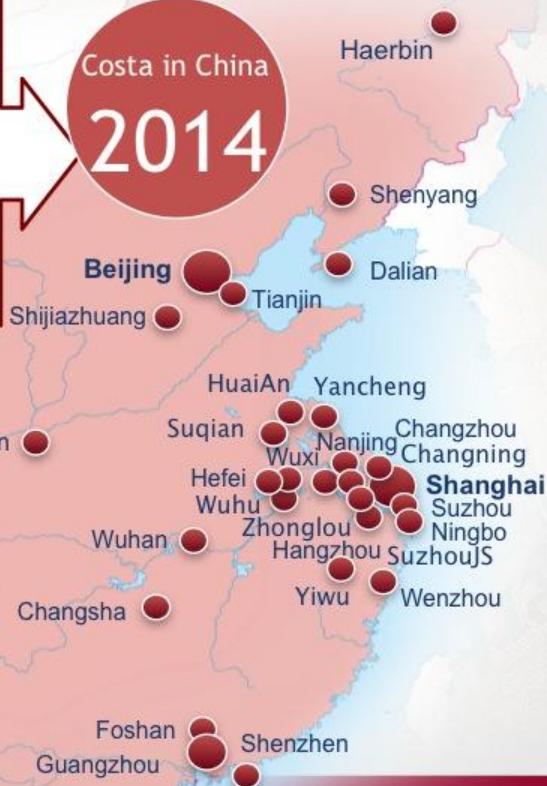 Costa in China
2014
Haerbin
Shenyang
Beijing
Dalian
Tianjin
Shijiazhuang
HuaiAn
Yancheng
Suqian
Nanjing
Changzhou
n
Wuxi
Changning
Hefei
Shanghai
Wuhu
Suzhou
Zhonglou
Ningbo
Wuhan
Hangzhou
SuzhouJS
Yiwu
Wenzhou
Changsha
Foshan
Shenzhen
Guangzhou